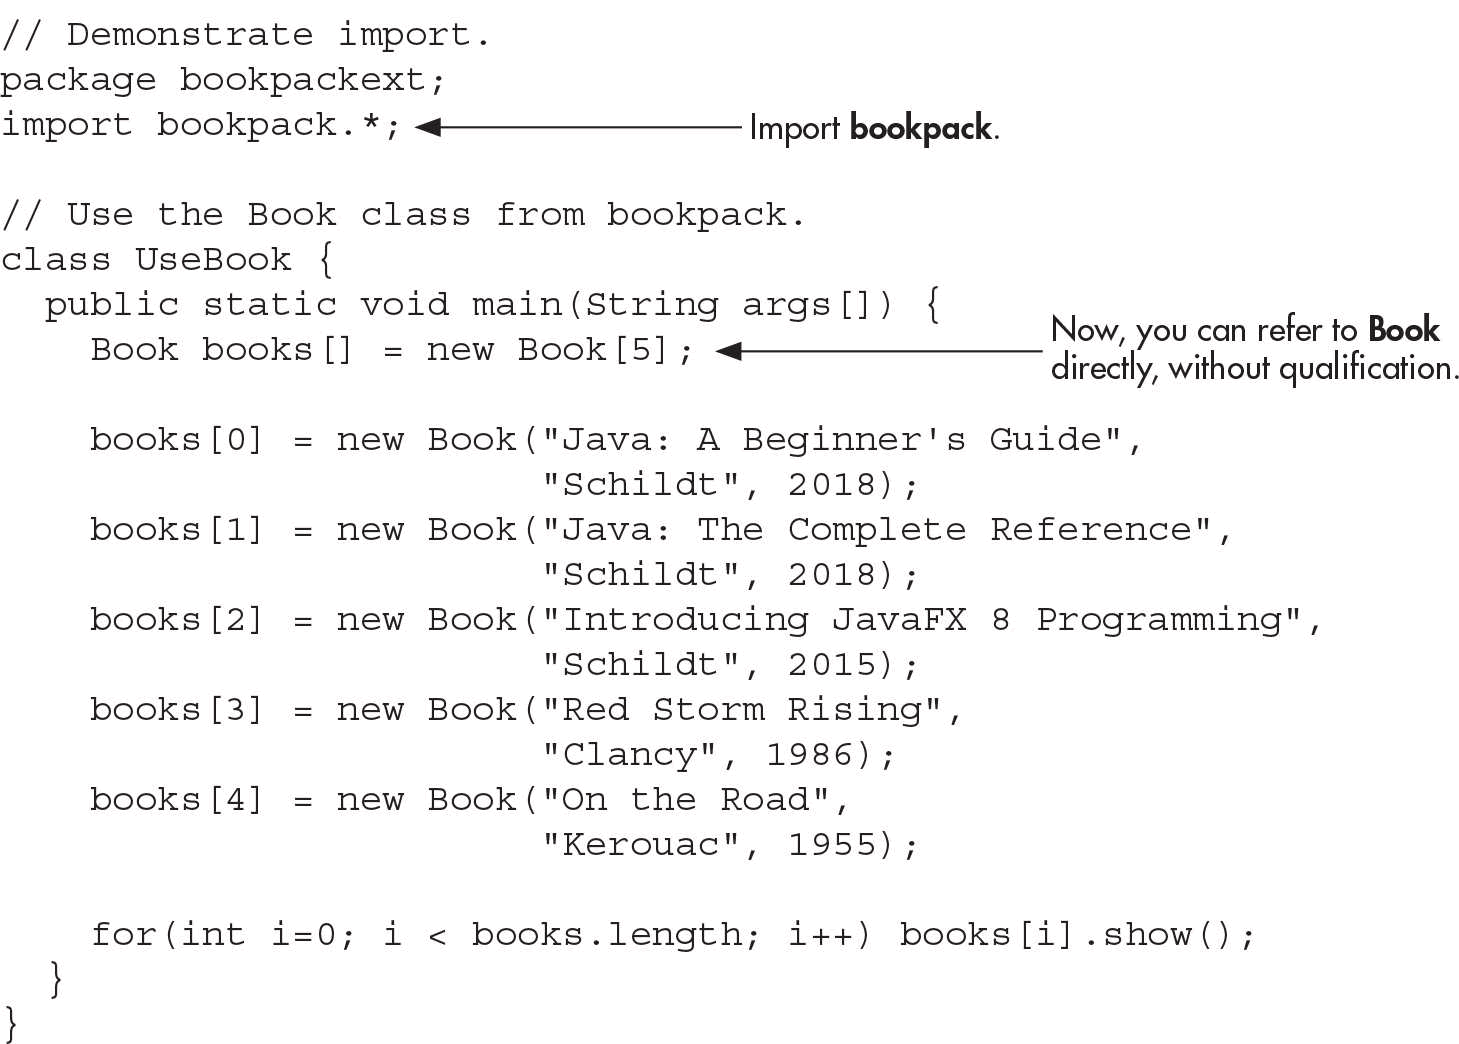 // Demonstrate import.
package bookpackext;
import bookpack.*;
Import bookpack.
// Use the Book class from bookpack.
class UseBook {
public static void main(String args[]) {
Book books[] = new Book[5];
Now, you can refer to Book
directly, without qualification.
books[0] = new Book("Java: A Beginner's Guide",
"Schildt", 2018);
books[1] = new Book("Java: The Complete Reference",
"Schildt", 2018);
books[2] = new Book("Introducing JavaFX 8 Programming",
"Schildt", 2015);
books[3] = new Book("Red Storm Rising",
"Clancy", 1986);
books[4] = new Book("On the Road",
"Kerouac", 1955);
for(int i=0; i < books.length; i++) books[i].show();
}
}